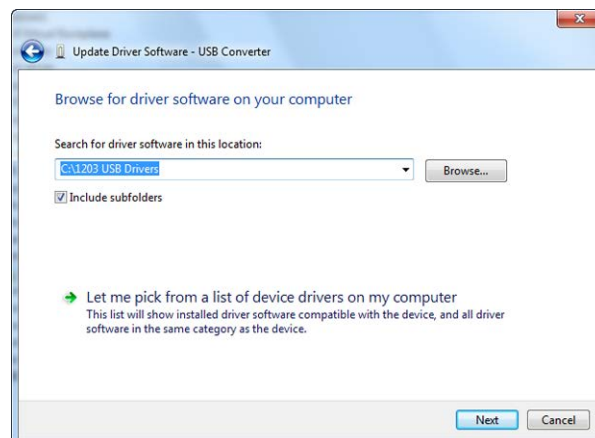 Update Driver Software - USB Converter
Browse for driver software on your computer
Search for driver software in this location:
C:\1203 USB Drivers
Browse...
Include subfolders
Let me pick from a list of device drivers on my computer
This list will show installed driver software compatible with the device, and all driver
software in the same category as the device.
Next
Cancel